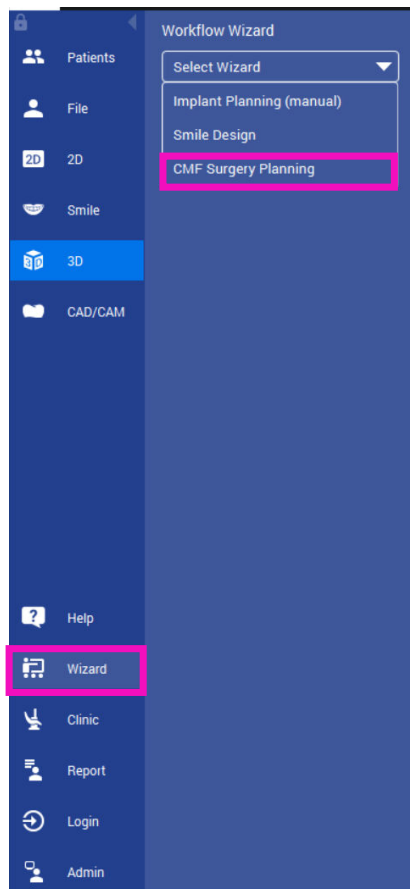 Workflow Wizard
Patients
Select Wizard
File
Implant Planning (manual)
Smile Design
2D 2D
CMF Surgery Planning
Smile
3D 3D
CAD/CAM
? Help
Wizard
Clinic
Report
Login
Admin